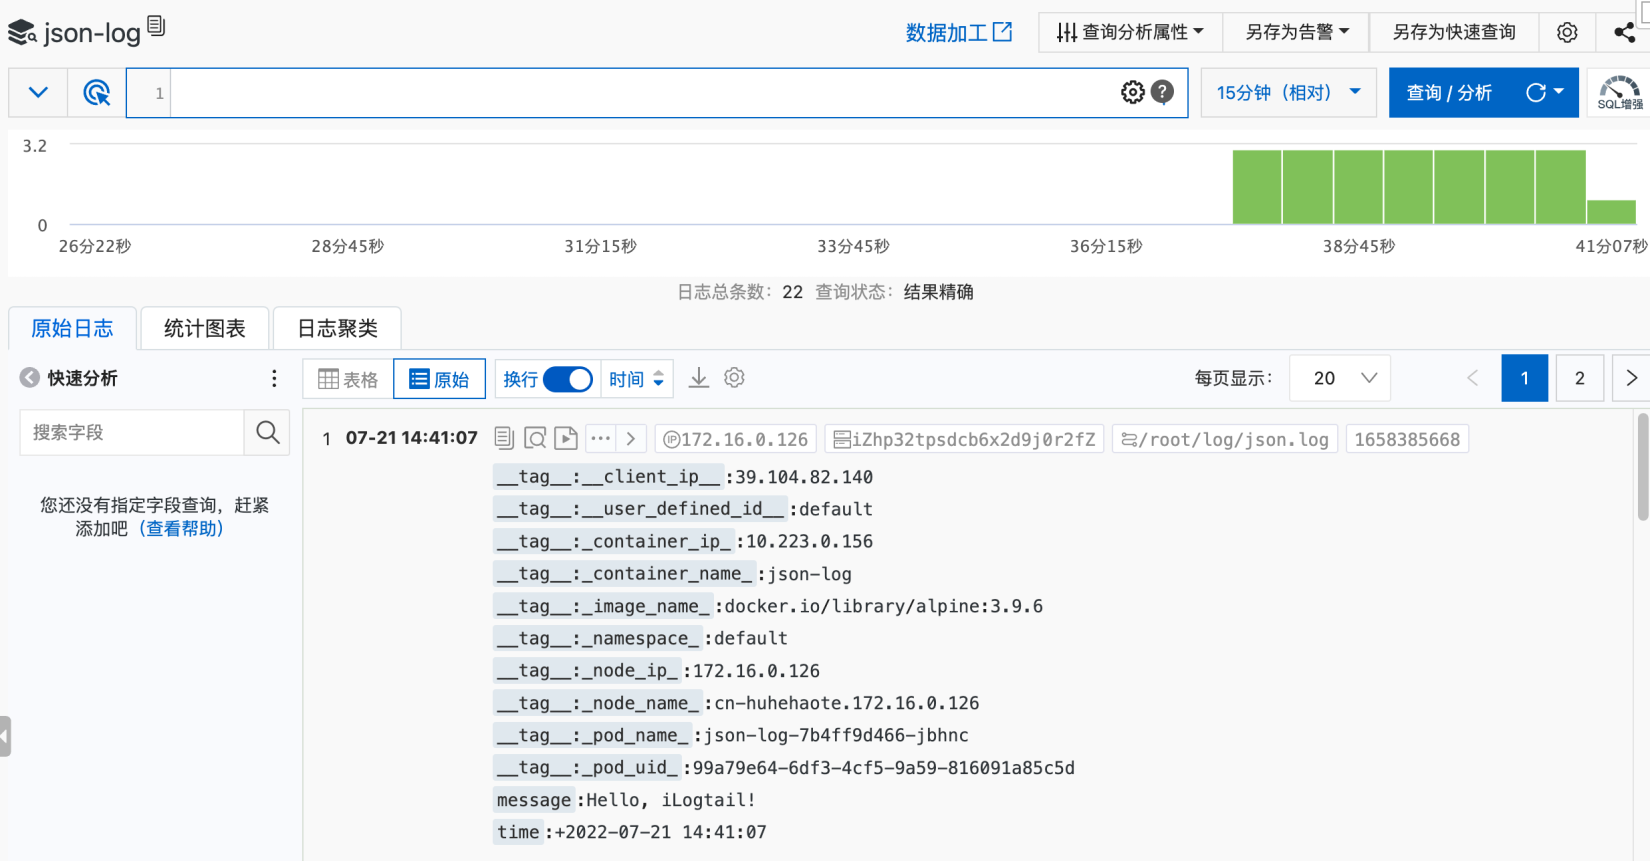 json-log
数据加工
查询分析属性
另存为告警
另存为快速查询
1
15分钟（相对）
查询 / 分析
SQL增强
3.2
0
26分22秒
28分45秒
31分15秒
33分45秒
36分15秒
38分45秒
41分07秒
日志总条数: 22 查询状态: 结果精确
原始日志
统计图表
日志聚类
快速分析
表格
原始
换行
时间
每页显示:
20
1
2
搜索字段
您还没有指定字段查询，赶紧
添加吧（查看帮助）
1 07-21 14:41:07 172.16.0.126 iZhp32tpsdcb6x2d9j0r2fZ /root/log/json.log 1658385668
__tag__:__client_ip__:39.104.82.140
__tag__:__user_defined_id__:default
__tag__:_container_ip_:10.223.0.156
__tag__:_container_name_:json-log
__tag__:_image_name_:docker.io/library/alpine:3.9.6
__tag__:_namespace_:default
__tag__:_node_ip_:172.16.0.126
__tag__:_node_name_:cn-huhehaote.172.16.0.126
__tag__:_pod_name_:json-log-7b4ff9d466-jbhnc
__tag__:_pod_uid_:99a79e64-6df3-4cf5-9a59-816091a85c5d
message:Hello, iLogtail!
time:+2022-07-21 14:41:07